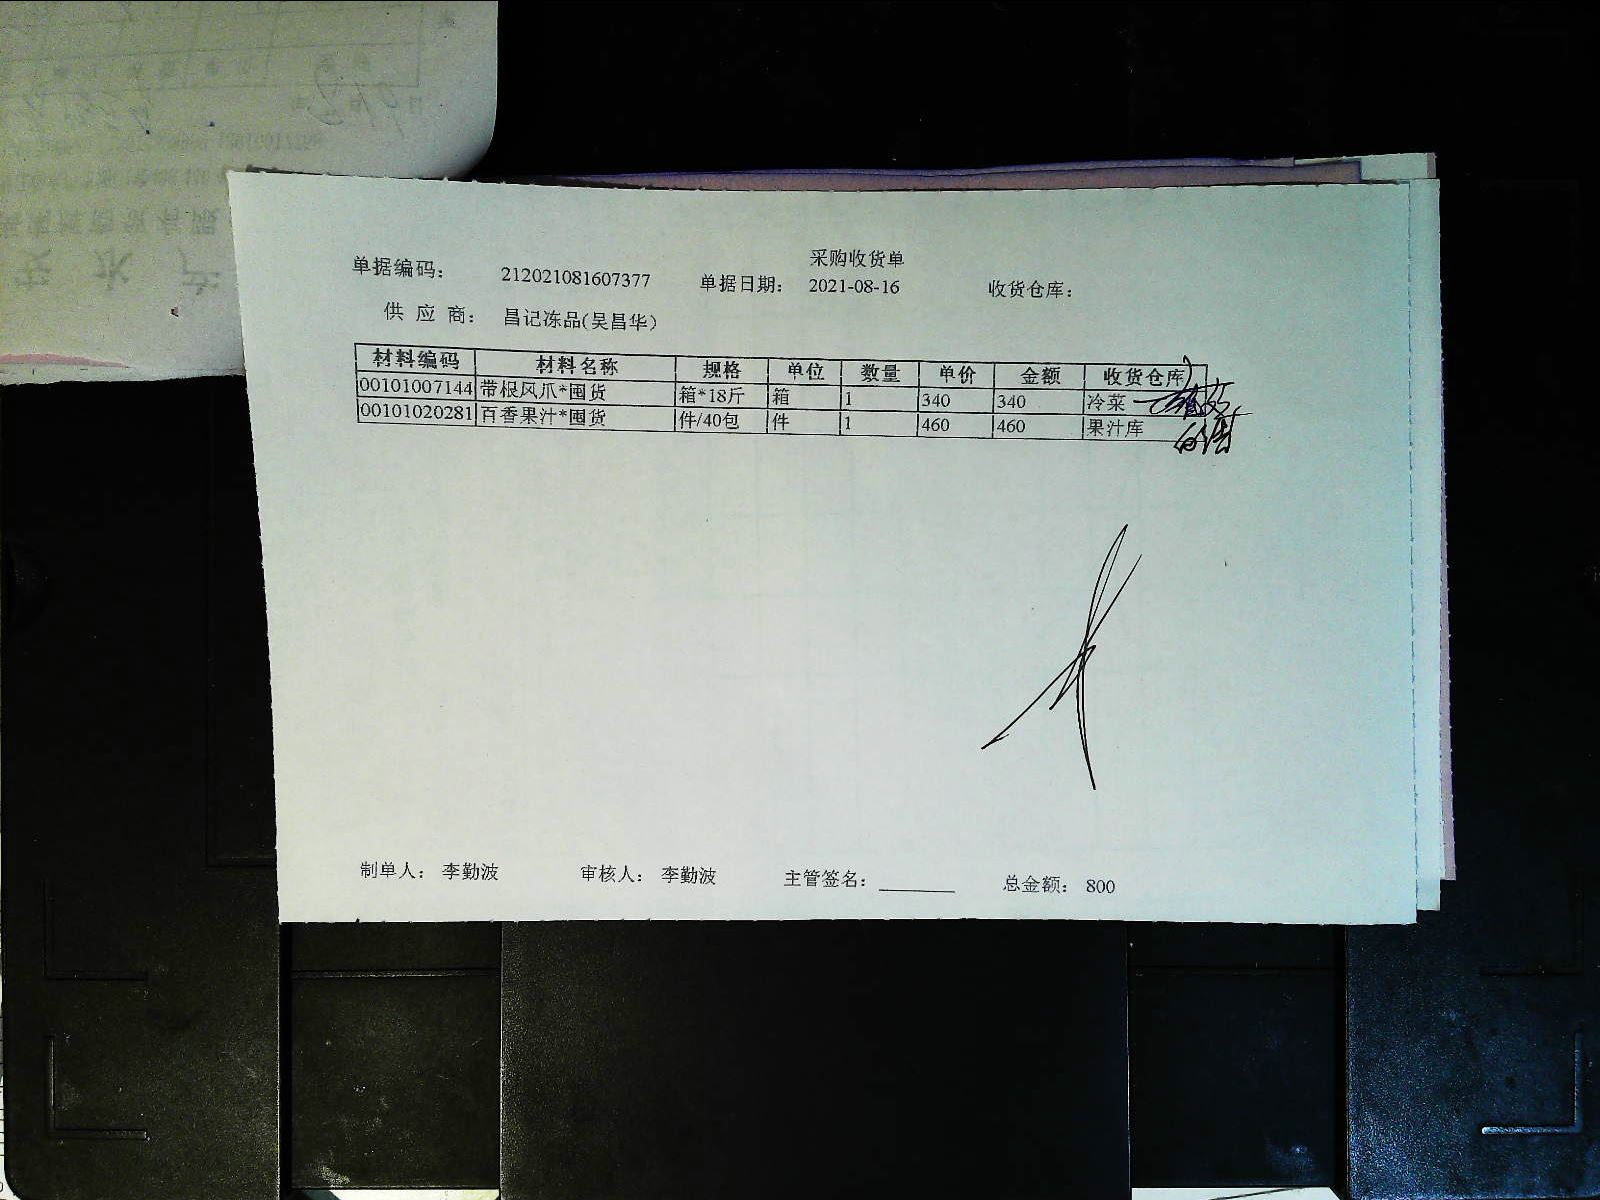 采购收货单
单据编码： 212021081607377 单据日期： 2021-08-16 收货仓库：
供 应 商： 昌记冻品(吴昌华)
材料编码 材料名称 规格 单位 数量 单价 金额 收货仓库
00101007144 带根风爪*囤货 箱*18斤 箱 1 340 340 冷菜
00101020281 百香果汁*囤货 件/40包 件 1 460 460 果汁库
制单人： 李勤波 审核人： 李勤波 主管签名： 总金额： 800